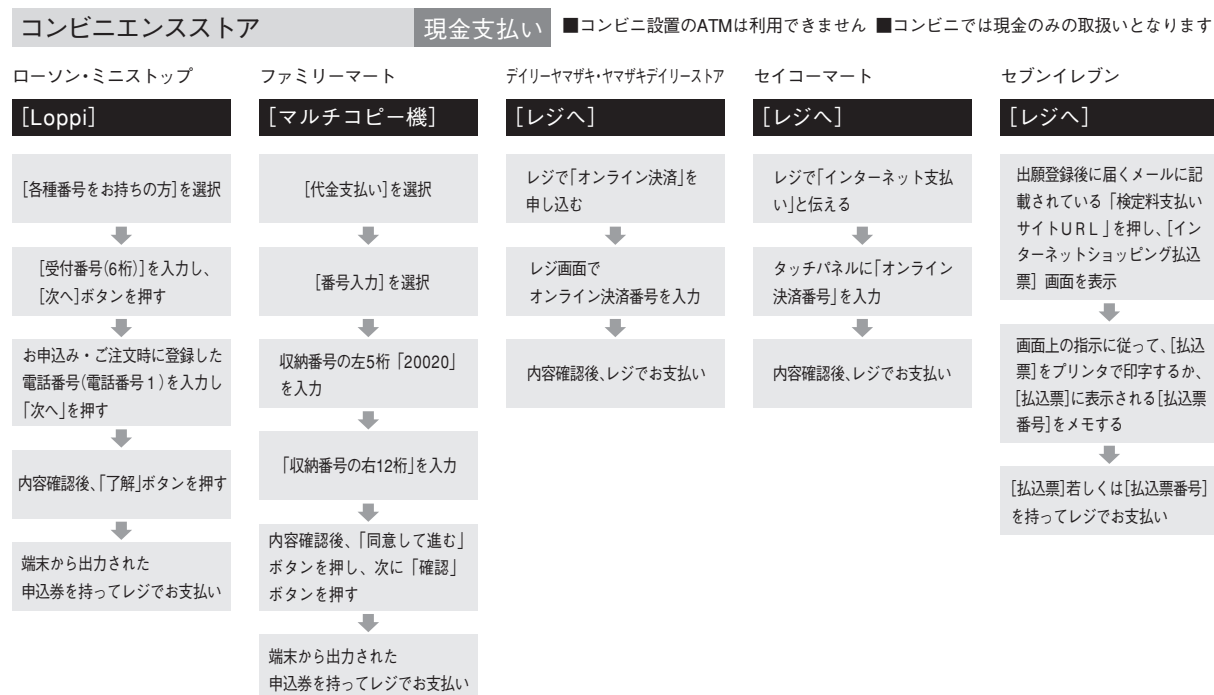 コンビニエンスストア
現金支払い
■コンビニ設置のATMは利用できません ■コンビニでは現金のみの取扱いとなります
ローソン・ミニストップ
[Loppi]
[各種番号をお持ちの方]を選択
[受付番号(6桁)]を入力し、
[次へ]ボタンを押す
お申込み・ご注文時に登録した
電話番号(電話番号1)を入力し
「次へ」を押す
内容確認後、「了解」ボタンを押す
端末から出力された
申込券を持ってレジでお支払い
ファミリーマート
[マルチコピー機]
[代金支払い]を選択
[番号入力]を選択
収納番号の左5桁「20020」
を入力
「収納番号の右12桁」を入力
内容確認後、「同意して進む」
ボタンを押し、次に「確認」
ボタンを押す
端末から出力された
申込券を持ってレジでお支払い
デイリーヤマザキ・ヤマザキデイリーストア
[レジへ]
レジで「オンライン決済」を
申し込む
レジ画面で
オンライン決済番号を入力
内容確認後、レジでお支払い
セイコーマート
[レジへ]
レジで「インターネット支払
い」と伝える
タッチパネルに「オンライン
決済番号」を入力
内容確認後、レジでお支払い
セブンイレブン
[レジへ]
出願登録後に届くメールに記
載されている「検定料支払い
サイトURL」を押し、[イン
ターネットショッピング払込
票] 画面を表示
画面上の指示に従って、[払込
票]をプリンタで印字するか、
[払込票]に表示される[払込票
番号]をメモする
[払込票]若しくは[払込票番号]
を持ってレジでお支払い